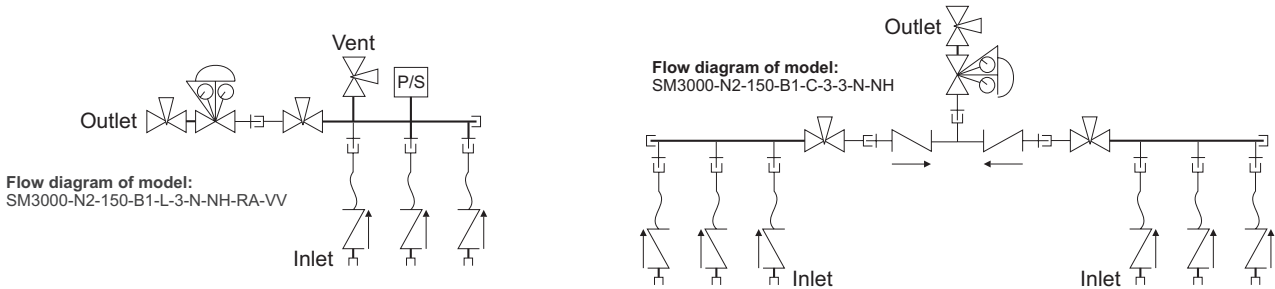 Vent
P/S
Outlet
Flow diagram of model:
SM3000-N2-150-B1-L-3-N-NH-RA-VV
Inlet
Outlet
Flow diagram of model:
SM3000-N2-150-B1-C-3-3-N-NH
Inlet
Inlet